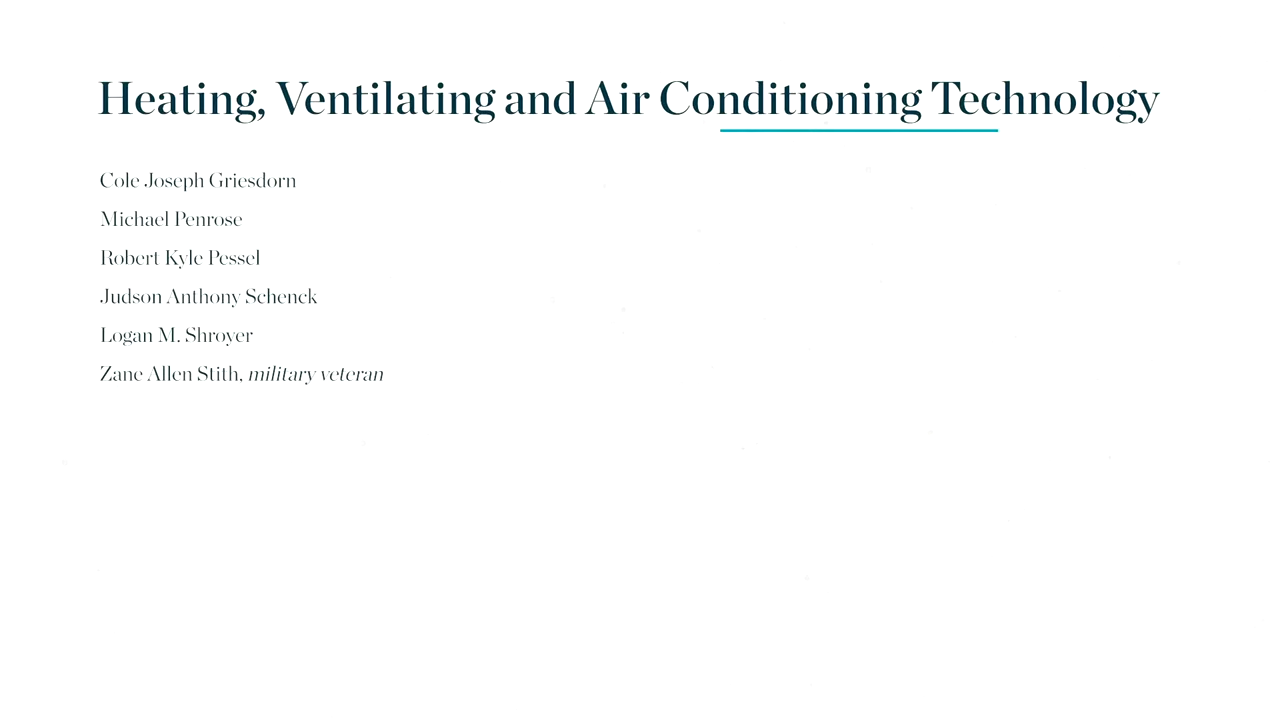 Heating, Ventilating and Air Conditioning Technology
Cole Joseph Griesdorn
Michael Penrose
Robert Kyle Pessel
Judson Anthony Schenck
Logan M. Shroyer
Zane Allen Stith, military veteran